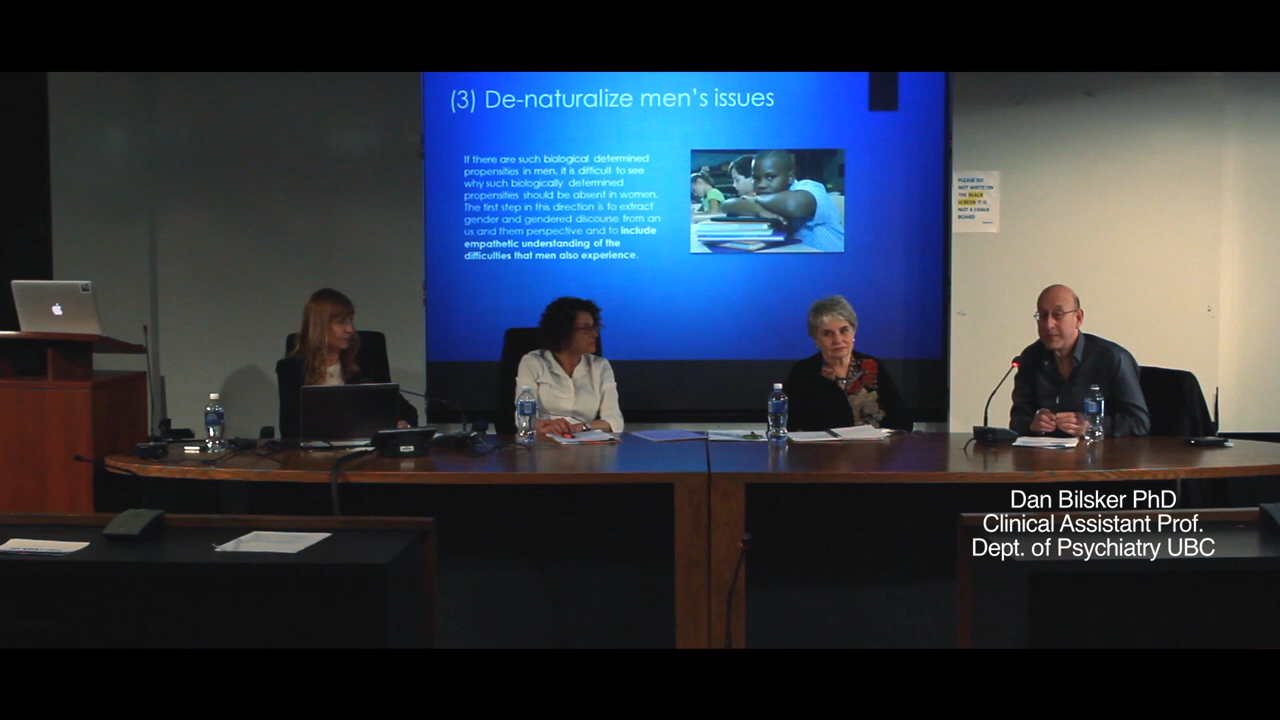 (3) De-naturalize men's issues
If there are such biological determined
propensities in men, it is difficult to see
why such biologically determined
propensities should be absent in women.
The first step in this direction is to extract
gender and gendered discourse from an
us and them perspective and to include
empathetic understanding of the
difficulties that men also experience.
PLEASE DO
NOT WRITE ON
THE BLACK
SCREEN IT IS
NOT A CHALK
BOARD
Dan Bilsker PhD
Clinical Assistant Prof.
Dept. of Psychiatry UBC